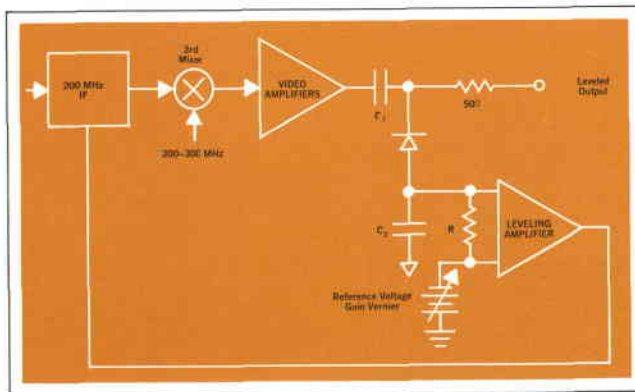 200 MHz
IF
3rd
Mixer
200-300 MHz
VIDEO
AMPLIFIERS
C1
50Ω
Leveled
Output
C2
R
LEVELING
AMPLIFIER
Reference Voltage
Gain Vernier